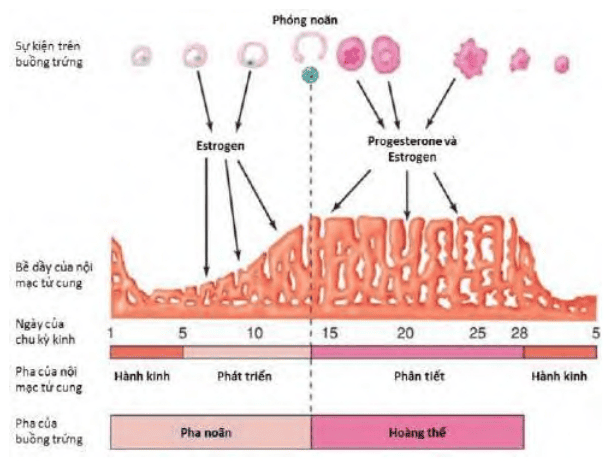 Phóng noãn
Sự kiện trên
buồng trứng
Estrogen
Progesterone và
Estrogen
Bề dầy của nội
mạc tử cung
Ngày của
chu kỳ kinh
1 5 10 15 20 25 28 5
Pha của nội
mạc tử cung
Hành kinh Phát triển Phân tiết Hành kinh
Pha của
buồng trứng
Pha noãn Hoàng thể